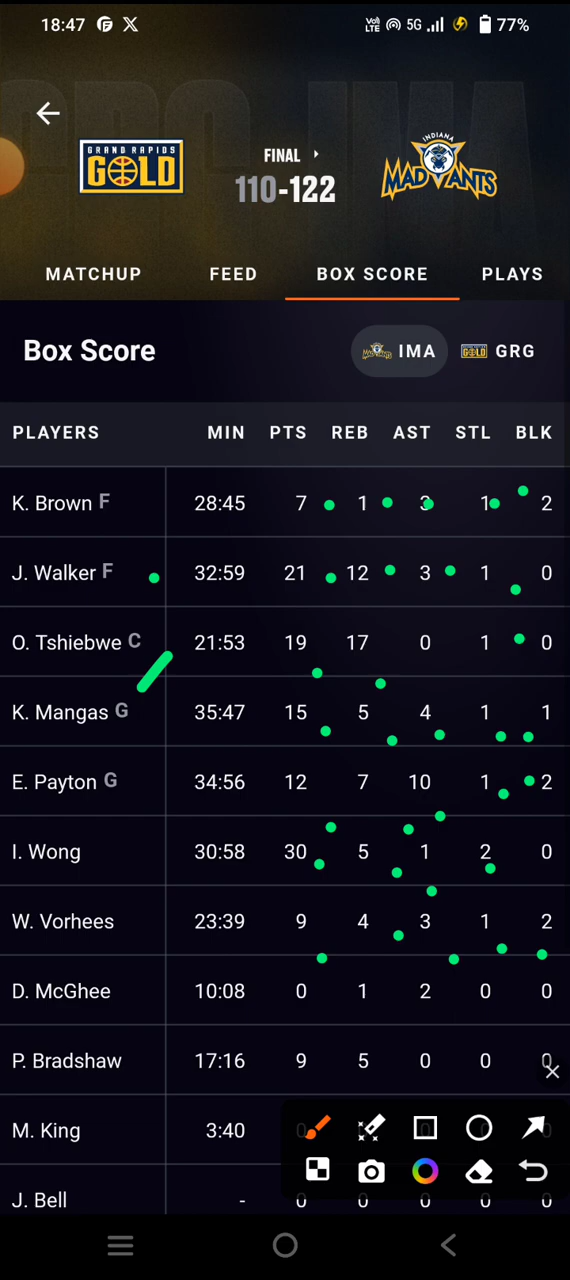 18:47 Vol LTE 5G 77%
GRAND RAPIDS GOLD
FINAL
110-122
INDIANA MAD ANTS
MATCHUP FEED BOX SCORE PLAYS
Box Score IMA GOLD GRG
PLAYERS MIN PTS REB AST STL BLK
K. Brown F 28:45 7 1 3 1 2
J. Walker F 32:59 21 12 3 1 0
O. Tshiebwe C 21:53 19 17 0 1 0
K. Mangas G 35:47 15 5 4 1 1
E. Payton G 34:56 12 7 10 1 2
I. Wong 30:58 30 5 1 2 0
W. Vorhees 23:39 9 4 3 1 2
D. McGhee 10:08 0 1 2 0 0
P. Bradshaw 17:16 9 5 0 0 0
M. King 3:40
J. Bell - 0 0 0 0 0